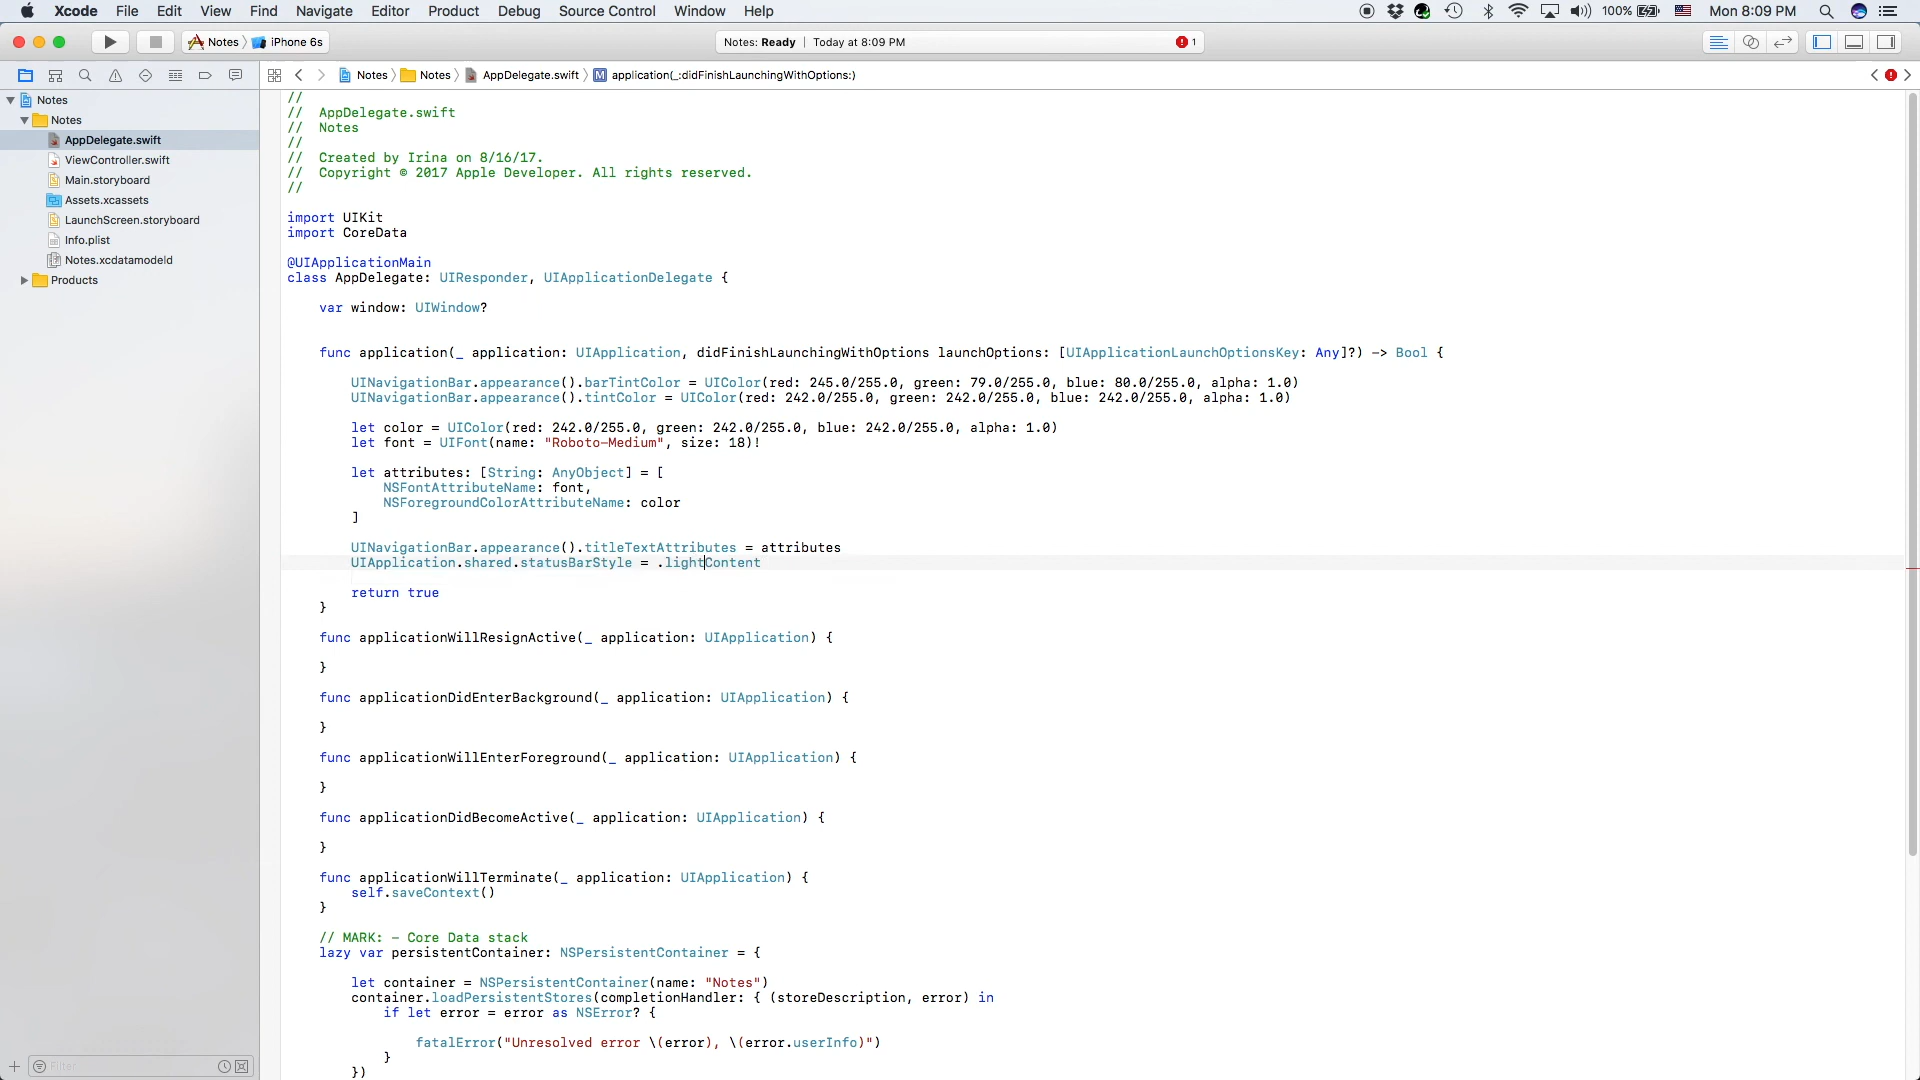 Xcode File Edit View Find Navigate Editor Product Debug Source Control Window Help 100% Mon 8:09 PM
Notes iPhone 6s Notes: Ready | Today at 8:09 PM 1
Notes Notes AppDelegate.swift M application(_:didFinishLaunchingWithOptions:)
Notes
Notes
AppDelegate.swift
ViewController.swift
Main.storyboard
Assets.xcassets
LaunchScreen.storyboard
Info.plist
Notes.xcdatamodeld
Products
Filter
//
// AppDelegate.swift
// Notes
//
// Created by Irina on 8/16/17.
// Copyright © 2017 Apple Developer. All rights reserved.
//
import UIKit
import CoreData
@UIApplicationMain
class AppDelegate: UIResponder, UIApplicationDelegate {
var window: UIWindow?
func application(_ application: UIApplication, didFinishLaunchingWithOptions launchOptions: [UIApplicationLaunchOptionsKey: Any]?) -> Bool {
UINavigationBar.appearance().barTintColor = UIColor(red: 245.0/255.0, green: 79.0/255.0, blue: 80.0/255.0, alpha: 1.0)
UINavigationBar.appearance().tintColor = UIColor(red: 242.0/255.0, green: 242.0/255.0, blue: 242.0/255.0, alpha: 1.0)
let color = UIColor(red: 242.0/255.0, green: 242.0/255.0, blue: 242.0/255.0, alpha: 1.0)
let font = UIFont(name: "Roboto-Medium", size: 18)!
let attributes: [String: AnyObject] = [
NSFontAttributeName: font,
NSForegroundColorAttributeName: color
]
UINavigationBar.appearance().titleTextAttributes = attributes
UIApplication.shared.statusBarStyle = .lightContent
return true
}
func applicationWillResignActive(_ application: UIApplication) {
}
func applicationDidEnterBackground(_ application: UIApplication) {
}
func applicationWillEnterForeground(_ application: UIApplication) {
}
func applicationDidBecomeActive(_ application: UIApplication) {
}
func applicationWillTerminate(_ application: UIApplication) {
self.saveContext()
}
// MARK: - Core Data stack
lazy var persistentContainer: NSPersistentContainer = {
let container = NSPersistentContainer(name: "Notes")
container.loadPersistentStores(completionHandler: { (storeDescription, error) in
if let error = error as NSError? {
fatalError("Unresolved error \(error), \(error.userInfo)")
}
})